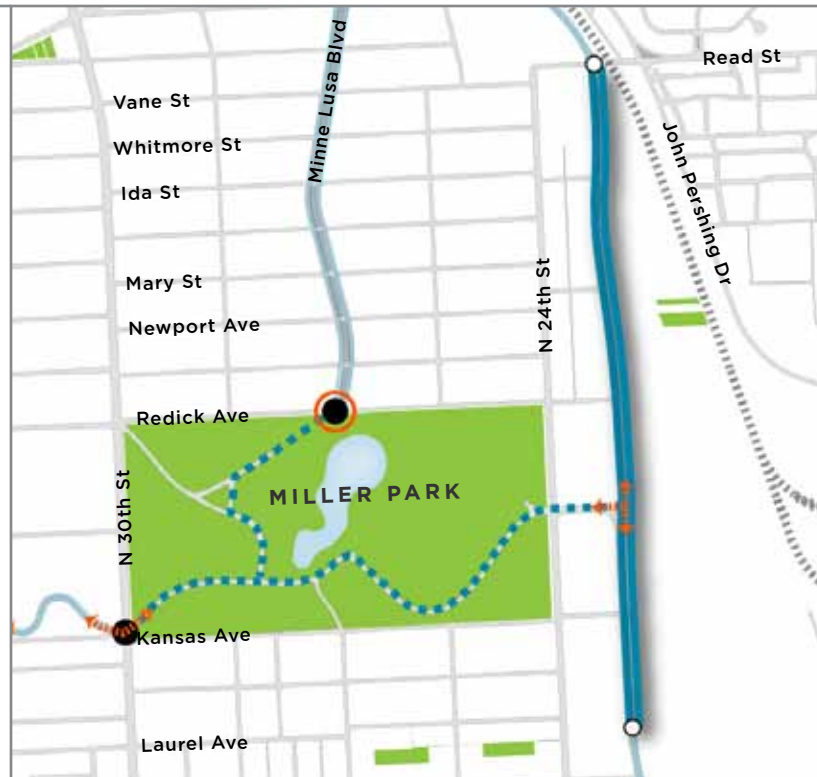 Minne Lusa Blvd
Read St
Vane St
Whitmore St
John Pershing Dr
Ida St
Mary St
N 24th St
Newport Ave
Redick Ave
MILLER PARK
N 30th St
Kansas Ave
Laurel Ave